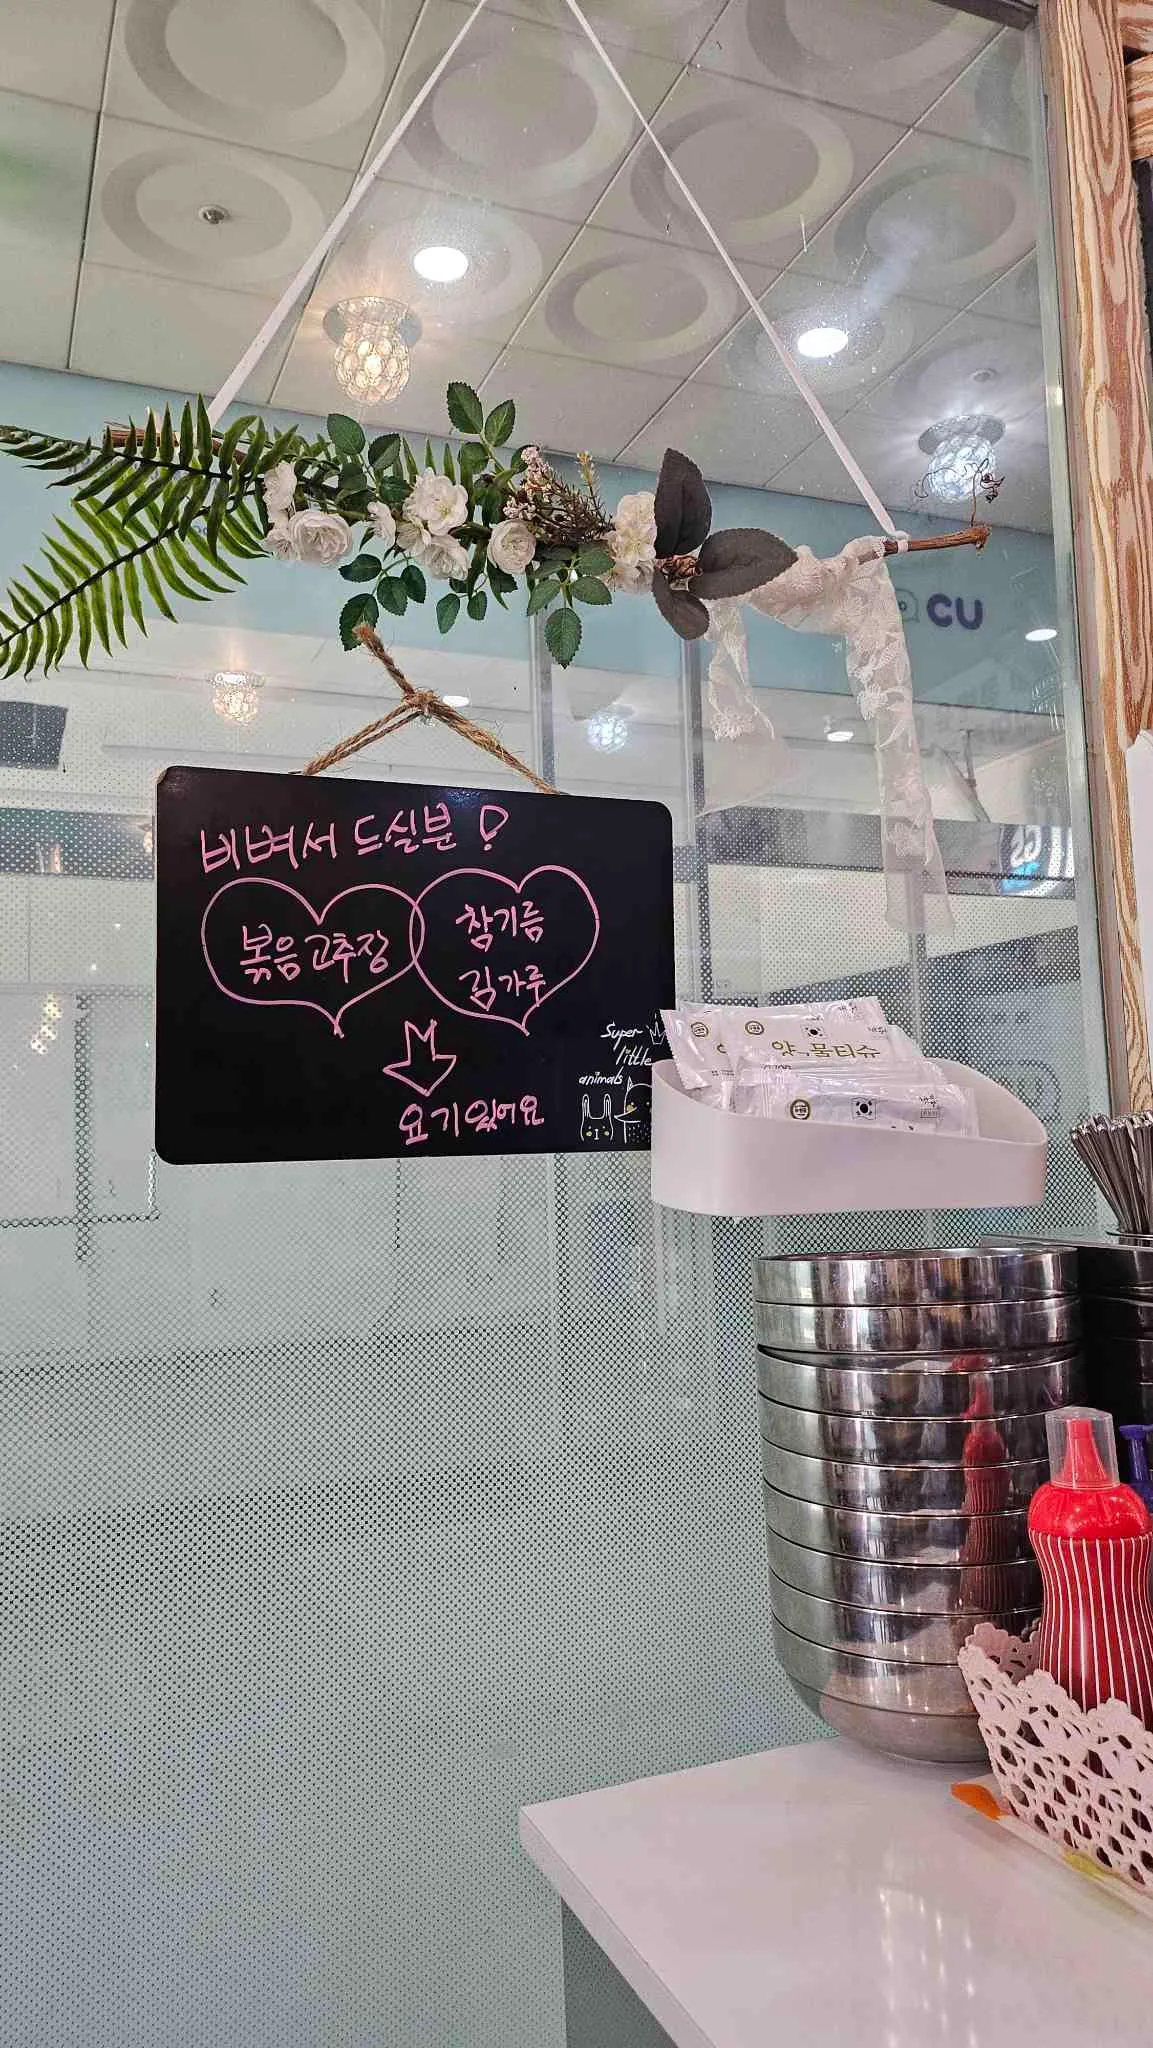 CU
비벼서 드실분 !
볶음고추장
참기름
김가루
요기있어요
Super
little
animals
물티슈
GS